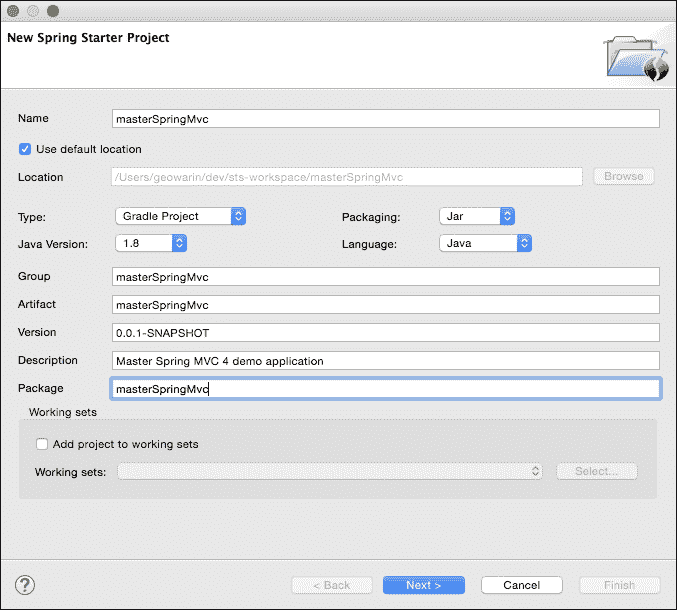 New Spring Starter Project
Name masterSpringMvc
Use default location
Location /Users/geowarin/dev/sts-workspace/masterSpringMvc Browse
Type: Gradle Project Packaging: Jar
Java Version: 1.8 Language: Java
Group masterSpringMvc
Artifact masterSpringMvc
Version 0.0.1-SNAPSHOT
Description Master Spring MVC 4 demo application
Package masterSpringMvc
Working sets
Add project to working sets
Working sets: Select...
? < Back Next > Cancel Finish